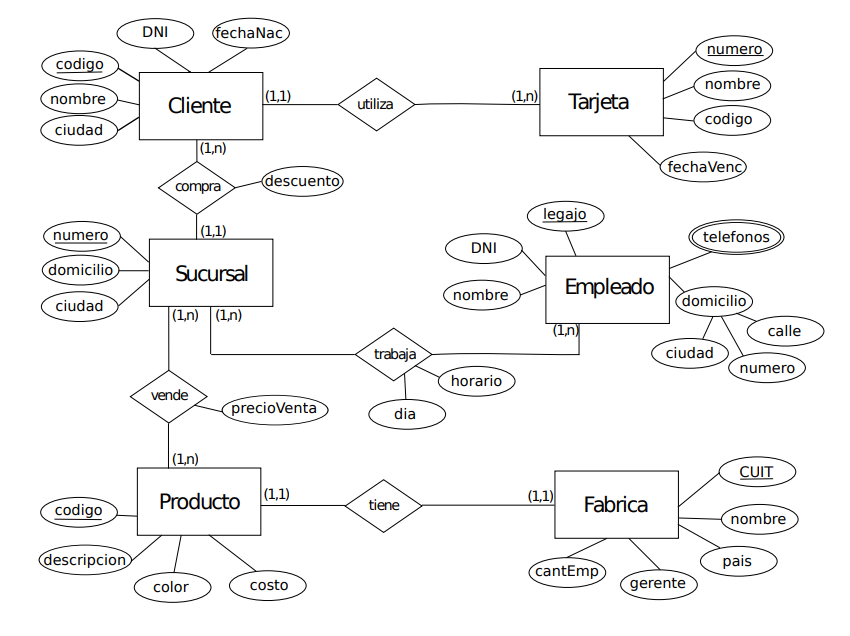 DNI
fechaNac
codigo
nombre
ciudad
Cliente
(1,1)
utiliza
(1,n)
Tarjeta
numero
nombre
codigo
fechaVenc
(1,n)
compra
descuento
(1,1)
numero
domicilio
ciudad
Sucursal
(1,n)
(1,n)
legajo
DNI
nombre
Empleado
telefonos
domicilio
calle
ciudad
numero
(1,n)
trabaja
horario
dia
vende
precioVenta
(1,n)
codigo
descripcion
color
costo
Producto
(1,1)
tiene
(1,1)
Fabrica
CUIT
nombre
pais
cantEmp
gerente